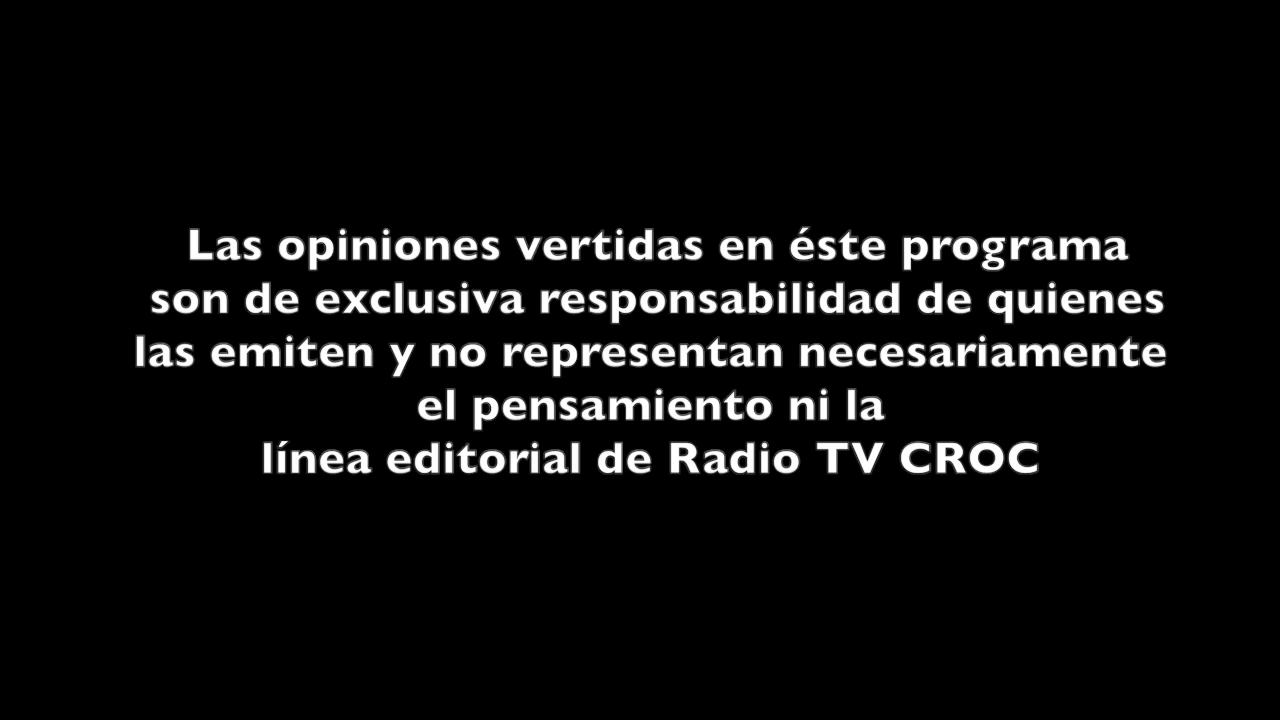 Las opiniones vertidas en éste programa
son de exclusiva responsabilidad de quienes
las emiten y no representan necesariamente
el pensamiento ni la
línea editorial de Radio TV CROC